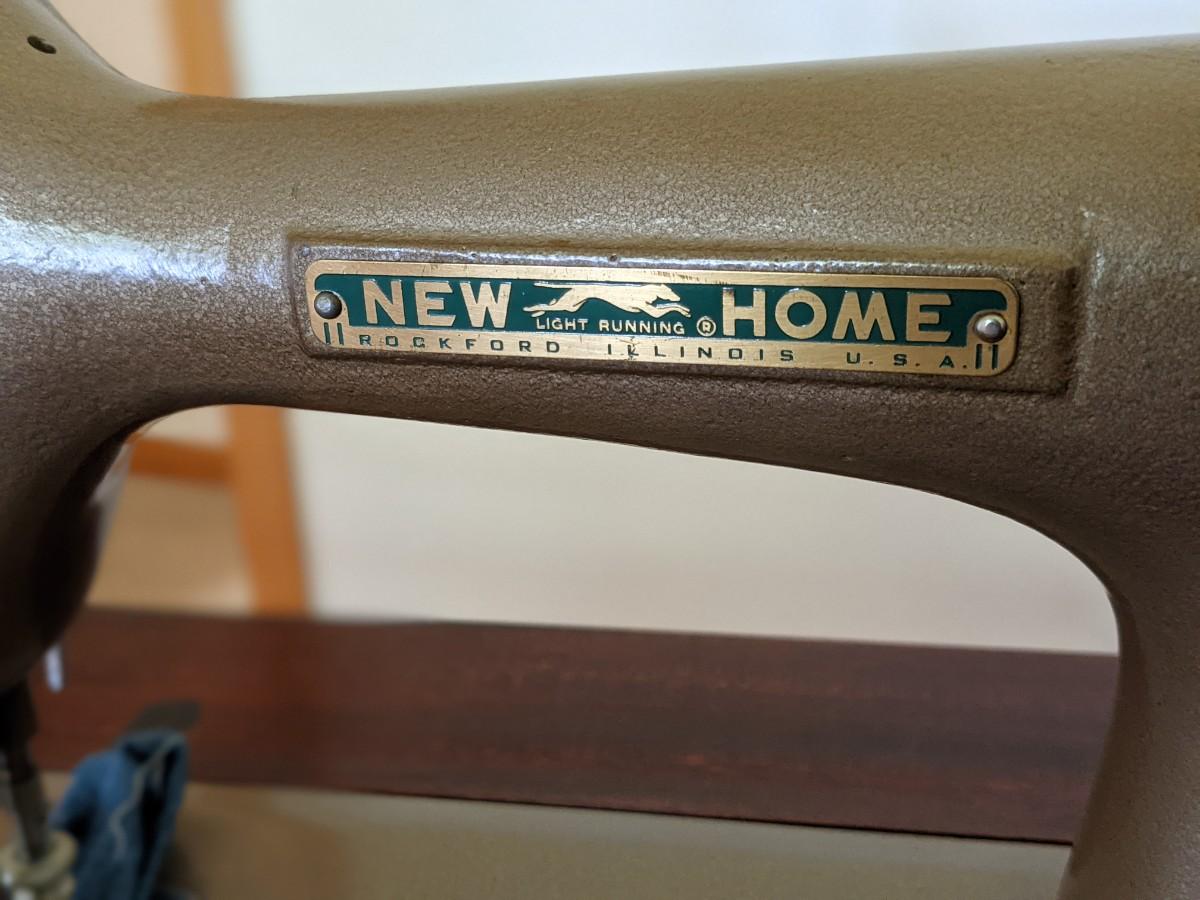 NEW HOME
LIGHT RUNNING ®
ROCKFORD ILLINOIS U.S.A.